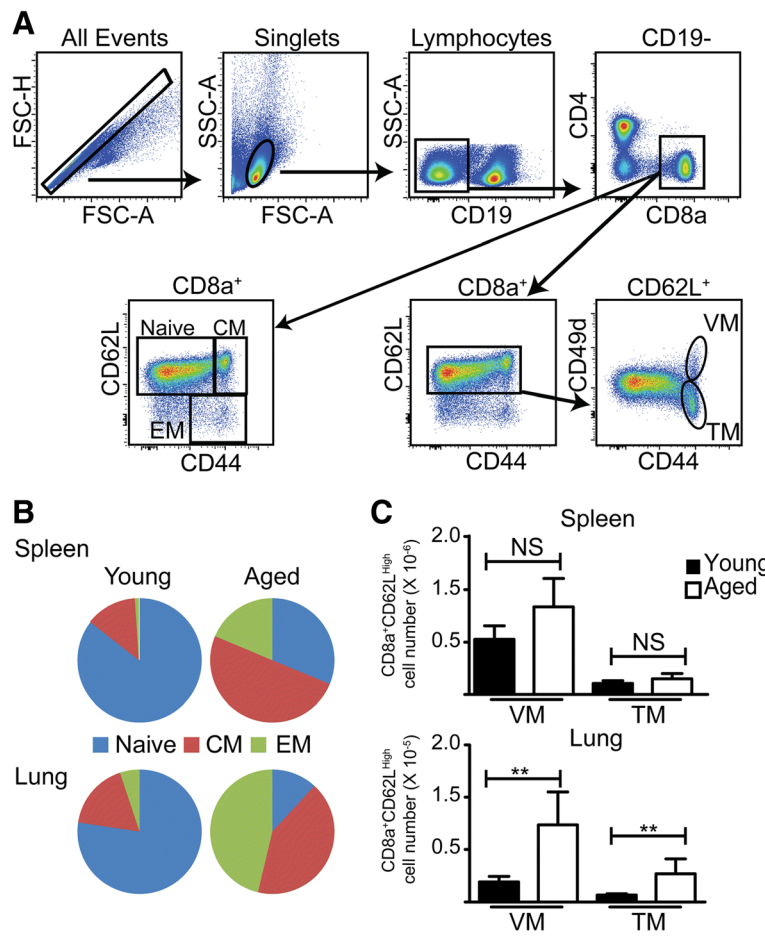 A
All Events
Singlets
Lymphocytes
CD19-
FSC-H
FSC-A
SSC-A
FSC-A
SSC-A
CD19
CD4
CD8a
CD8a+
CD8a+
CD62L+
CD62L
Naive
CM
EM
CD44
CD62L
CD44
CD49d
VM
TM
CD44
B
Spleen
Young
Aged
Naive
CM
EM
Lung
C
Spleen
CD8a+CD62LHigh
cell number (X 10-6)
2.0
1.5
0.5
NS
NS
Young
Aged
VM
TM
Lung
CD8a+CD62LHigh
cell number (X 10-5)
2.0
1.5
0.5
**
**
VM
TM